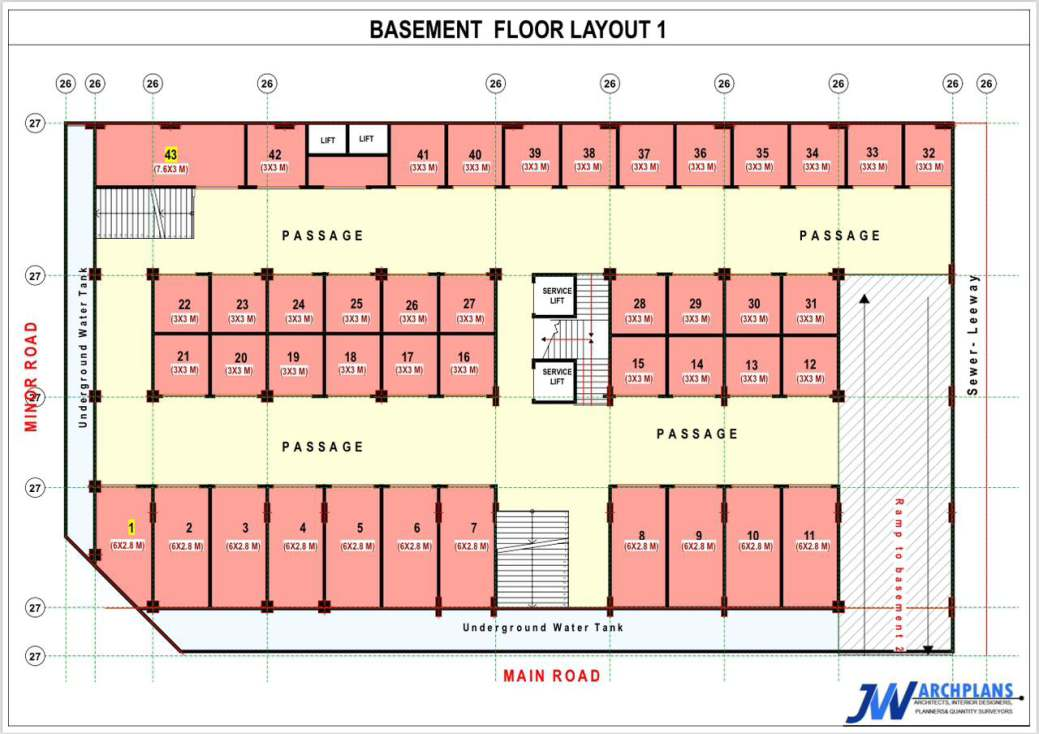 BASEMENT FLOOR LAYOUT 1
26 26 26 26 26 26 26 26 26 26
27
43 (7.6X3 M)
42 (3X3 M)
LIFT
LIFT
41 (3X3 M)
40 (3X3 M)
39 (3X3 M)
38 (3X3 M)
37 (3X3 M)
36 (3X3 M)
35 (3X3 M)
34 (3X3 M)
33 (3X3 M)
32 (3X3 M)
PASSAGE
PASSAGE
27
22 (3X3 M)
23 (3X3 M)
24 (3X3 M)
25 (3X3 M)
26 (3X3 M)
27 (3X3 M)
SERVICE
LIFT
28 (3X3 M)
29 (3X3 M)
30 (3X3 M)
31 (3X3 M)
21 (3X3 M)
20 (3X3 M)
19 (3X3 M)
18 (3X3 M)
17 (3X3 M)
16 (3X3 M)
SERVICE
LIFT
15 (3X3 M)
14 (3X3 M)
13 (3X3 M)
12 (3X3 M)
MINOR ROAD
Underground Water Tank
Sewer- Leeway
27
PASSAGE
PASSAGE
27
1 (6X2.8 M)
2 (6X2.8 M)
3 (6X2.8 M)
4 (6X2.8 M)
5 (6X2.8 M)
6 (6X2.8 M)
7 (6X2.8 M)
8 (6X2.8 M)
9 (6X2.8 M)
10 (6X2.8 M)
11 (6X2.8 M)
Ramp to basement 2
27
Underground Water Tank
27
MAIN ROAD
JW ARCHPLANS
ARCHITECTS, INTERIOR DESIGNERS,
PLANNERS& QUANTITY SURVEYORS